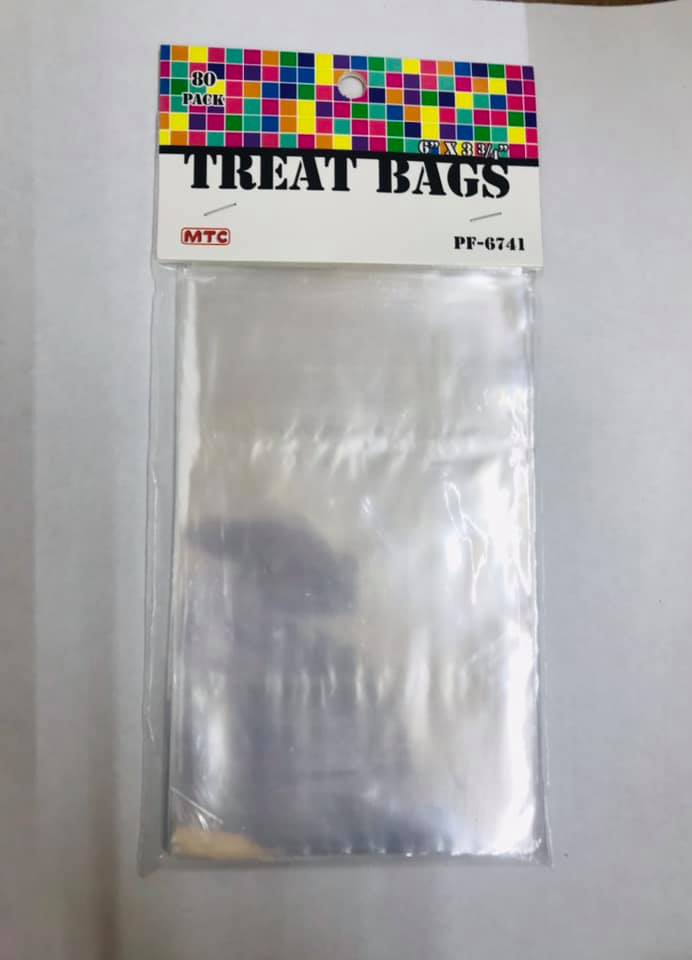 80
PACK
6" X 3 3/4"
TREAT BAGS
MTC
PF-6741